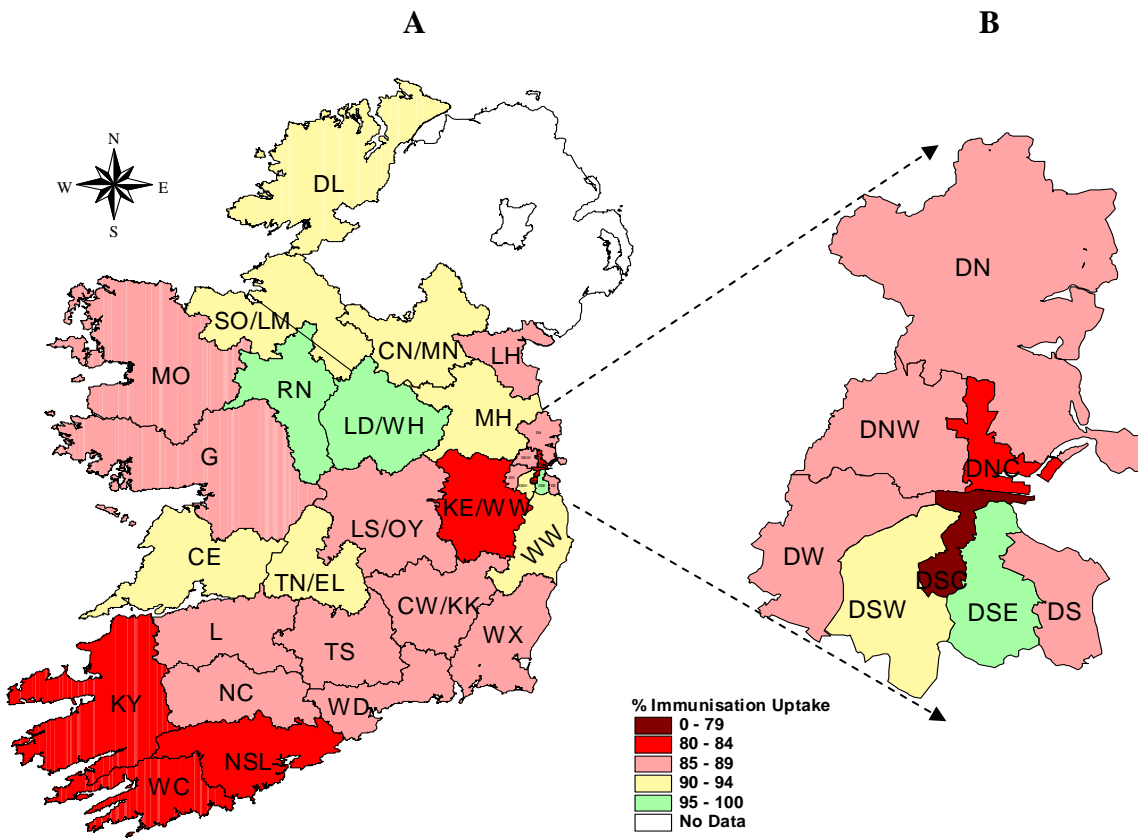 A
B
N
W E
S
DL
SO/LM
CN/MN
LH
MO
RN
LD/WH
MH
G
KE/WW
LS/OY
WW
CE
TN/EL
CW/KK
WX
L
TS
KY
NC
WD
NSL
WC
DN
DNW
DNC
DW
DSC
DSW
DSE
DS
% Immunisation Uptake
0 - 79
80 - 84
85 - 89
90 - 94
95 - 100
No Data